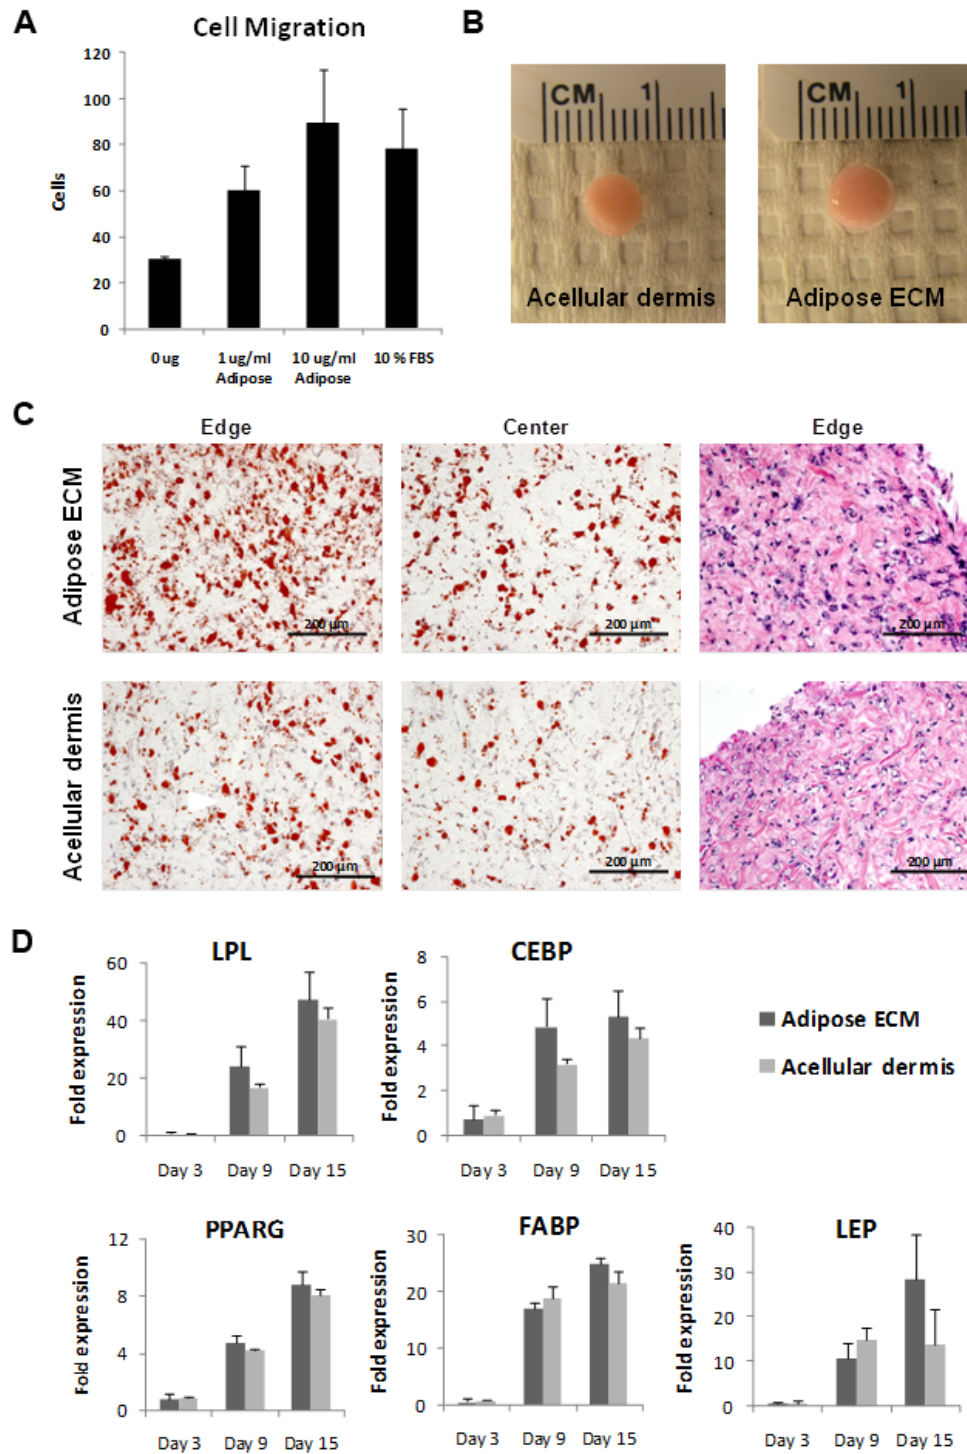 A
Cell Migration
120
100
80
60
40
20
0
Cells
0 ug
1 ug/ml
Adipose
10 ug/ml
Adipose
10 % FBS
B
CM 1
Acellular dermis
CM 1
Adipose ECM
C
Edge
Center
Edge
Adipose ECM
200 µm
200 µm
200 µm
Acellular dermis
200 µm
200 µm
200 µm
D
LPL
Fold expression
60
40
20
0
Day 3 Day 9 Day 15
CEBP
Fold expression
8
6
4
2
0
Day 3 Day 9 Day 15
Adipose ECM
Acellular dermis
PPARG
Fold expression
12
8
4
0
Day 3 Day 9 Day 15
FABP
Fold expression
30
20
10
0
Day 3 Day 9 Day 15
LEP
Fold expression
40
30
20
10
0
Day 3 Day 9 Day 15